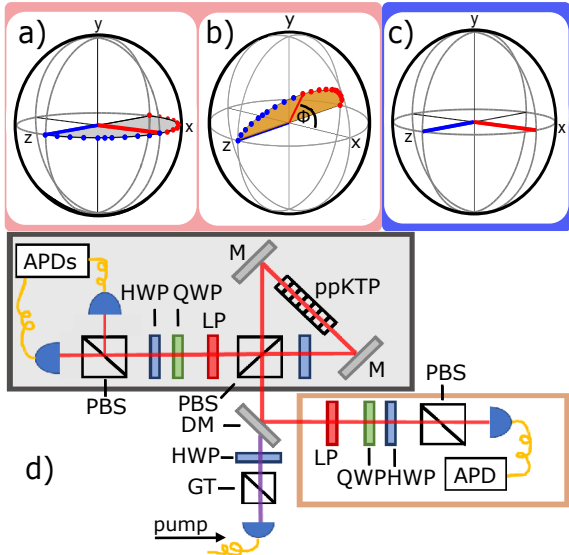 a)
y
z
x
b)
y
Φ
z
x
c)
y
z
x
APDs
M
ppKTP
HWP
QWP
LP
M
PBS
PBS
PBS
DM
HWP
LP
QWP
HWP
APD
d)
GT
pump